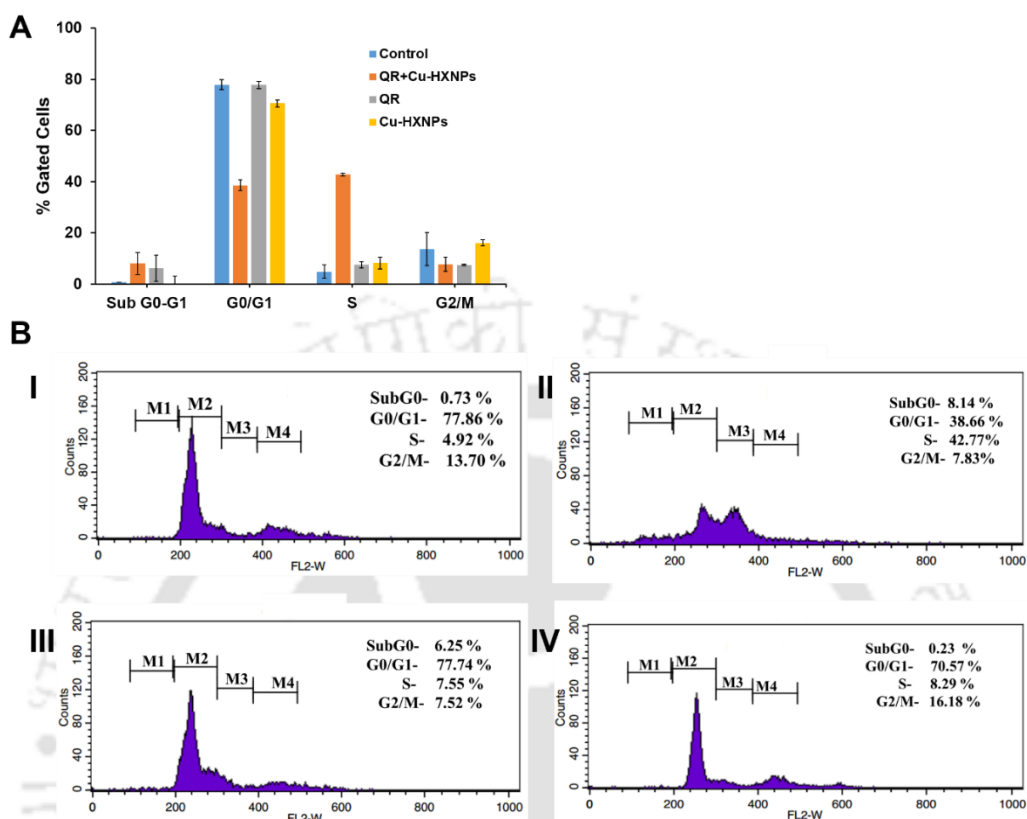 A
100
80
60
40
20
0
% Gated Cells
Control
QR+Cu-HXNPs
QR
Cu-HXNPs
Sub G0-G1 G0/G1 S G2/M
B
I
200
160
120
80
40
0
Counts
M1 M2 M3 M4
SubG0- 0.73 %
G0/G1- 77.86 %
S- 4.92 %
G2/M- 13.70 %
0 200 400 600 800 1000
FL2-W
II
200
160
120
80
40
0
Counts
M1 M2 M3 M4
SubG0- 8.14%
G0/G1- 38.66 %
S- 42.77%
G2/M- 7.83%
0 200 400 600 800 1000
FL2-W
III
200
160
120
80
40
0
Counts
M1 M2 M3 M4
SubG0- 6.25 %
G0/G1- 77.74 %
S- 7.55 %
G2/M- 7.52 %
0 200 400 600 800 1000
FL2-W
IV
200
160
120
80
40
0
Counts
M1 M2 M3 M4
SubG0- 0.23 %
G0/G1- 70.57 %
S- 8.29 %
G2/M- 16.18 %
0 200 400 600 800 1000
FL2-W